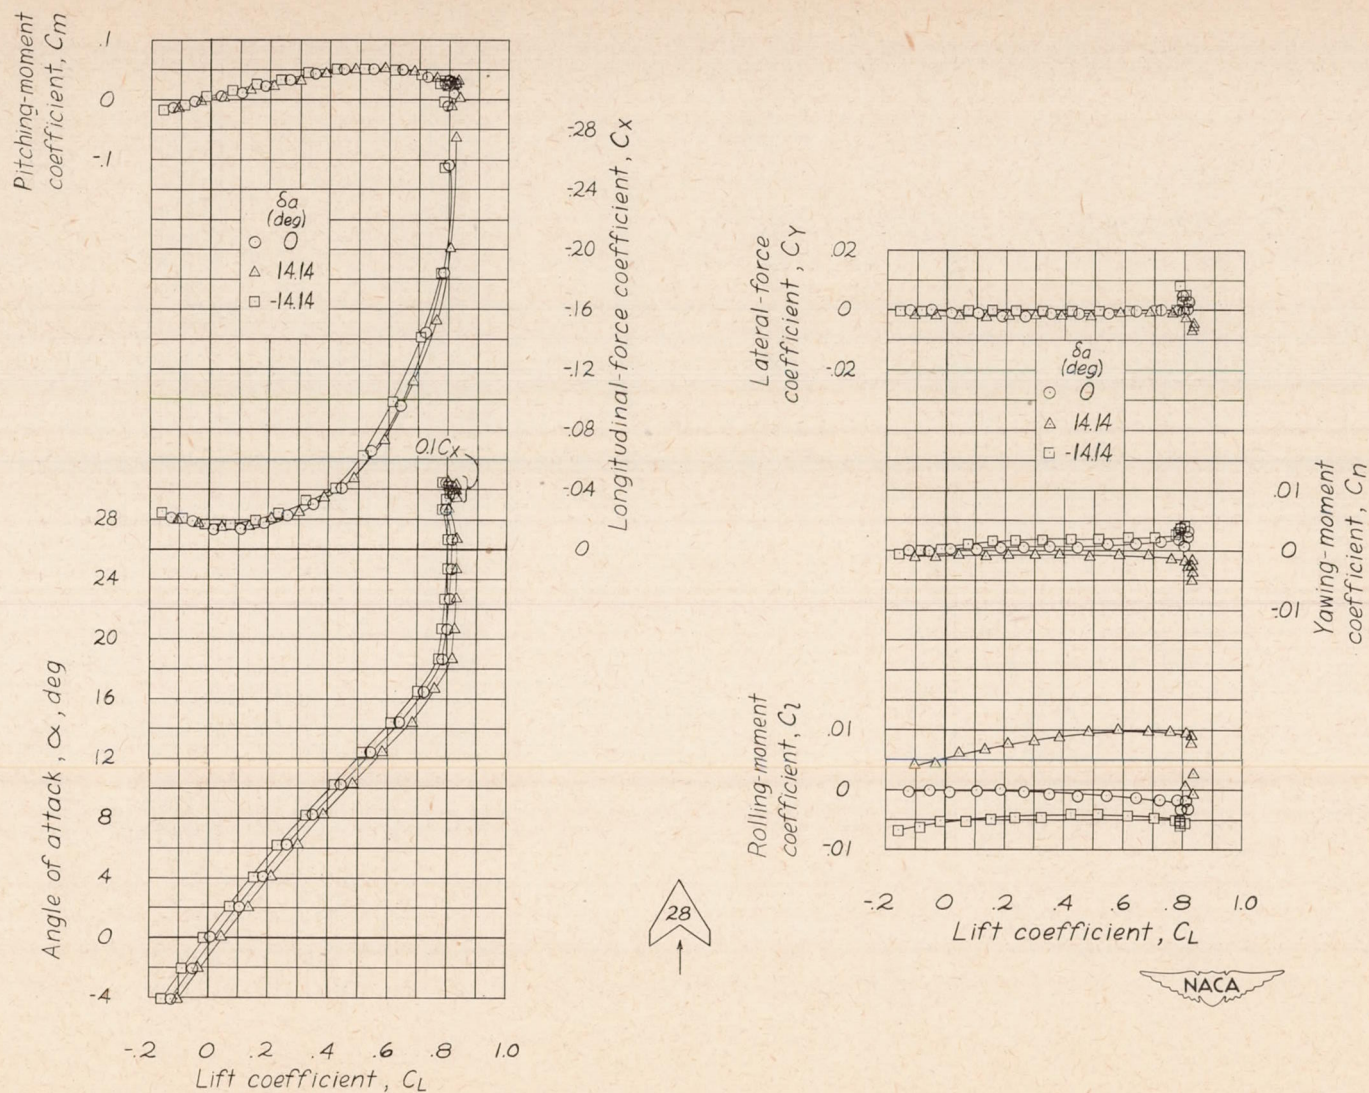 Pitching-moment
coefficient, Cm
.1
0
-.1
δa
(deg)
0
14.14
-14.14
-.28
-.24
-.20
-.16
-.12
-.08
-.04
0
Longitudinal-force coefficient, CX
0.1CX
28
24
20
16
12
8
4
0
-4
Angle of attack, α, deg
-.2 0 .2 .4 .6 .8 1.0
Lift coefficient, CL
28
Lateral-force
coefficient, CY
.02
0
-.02
δa
(deg)
0
14.14
-14.14
.01
0
-.01
Yawing-moment
coefficient, Cn
Rolling-moment
coefficient, Cl
.01
0
-.01
-.2 0 .2 .4 .6 .8 1.0
Lift coefficient, CL
NACA